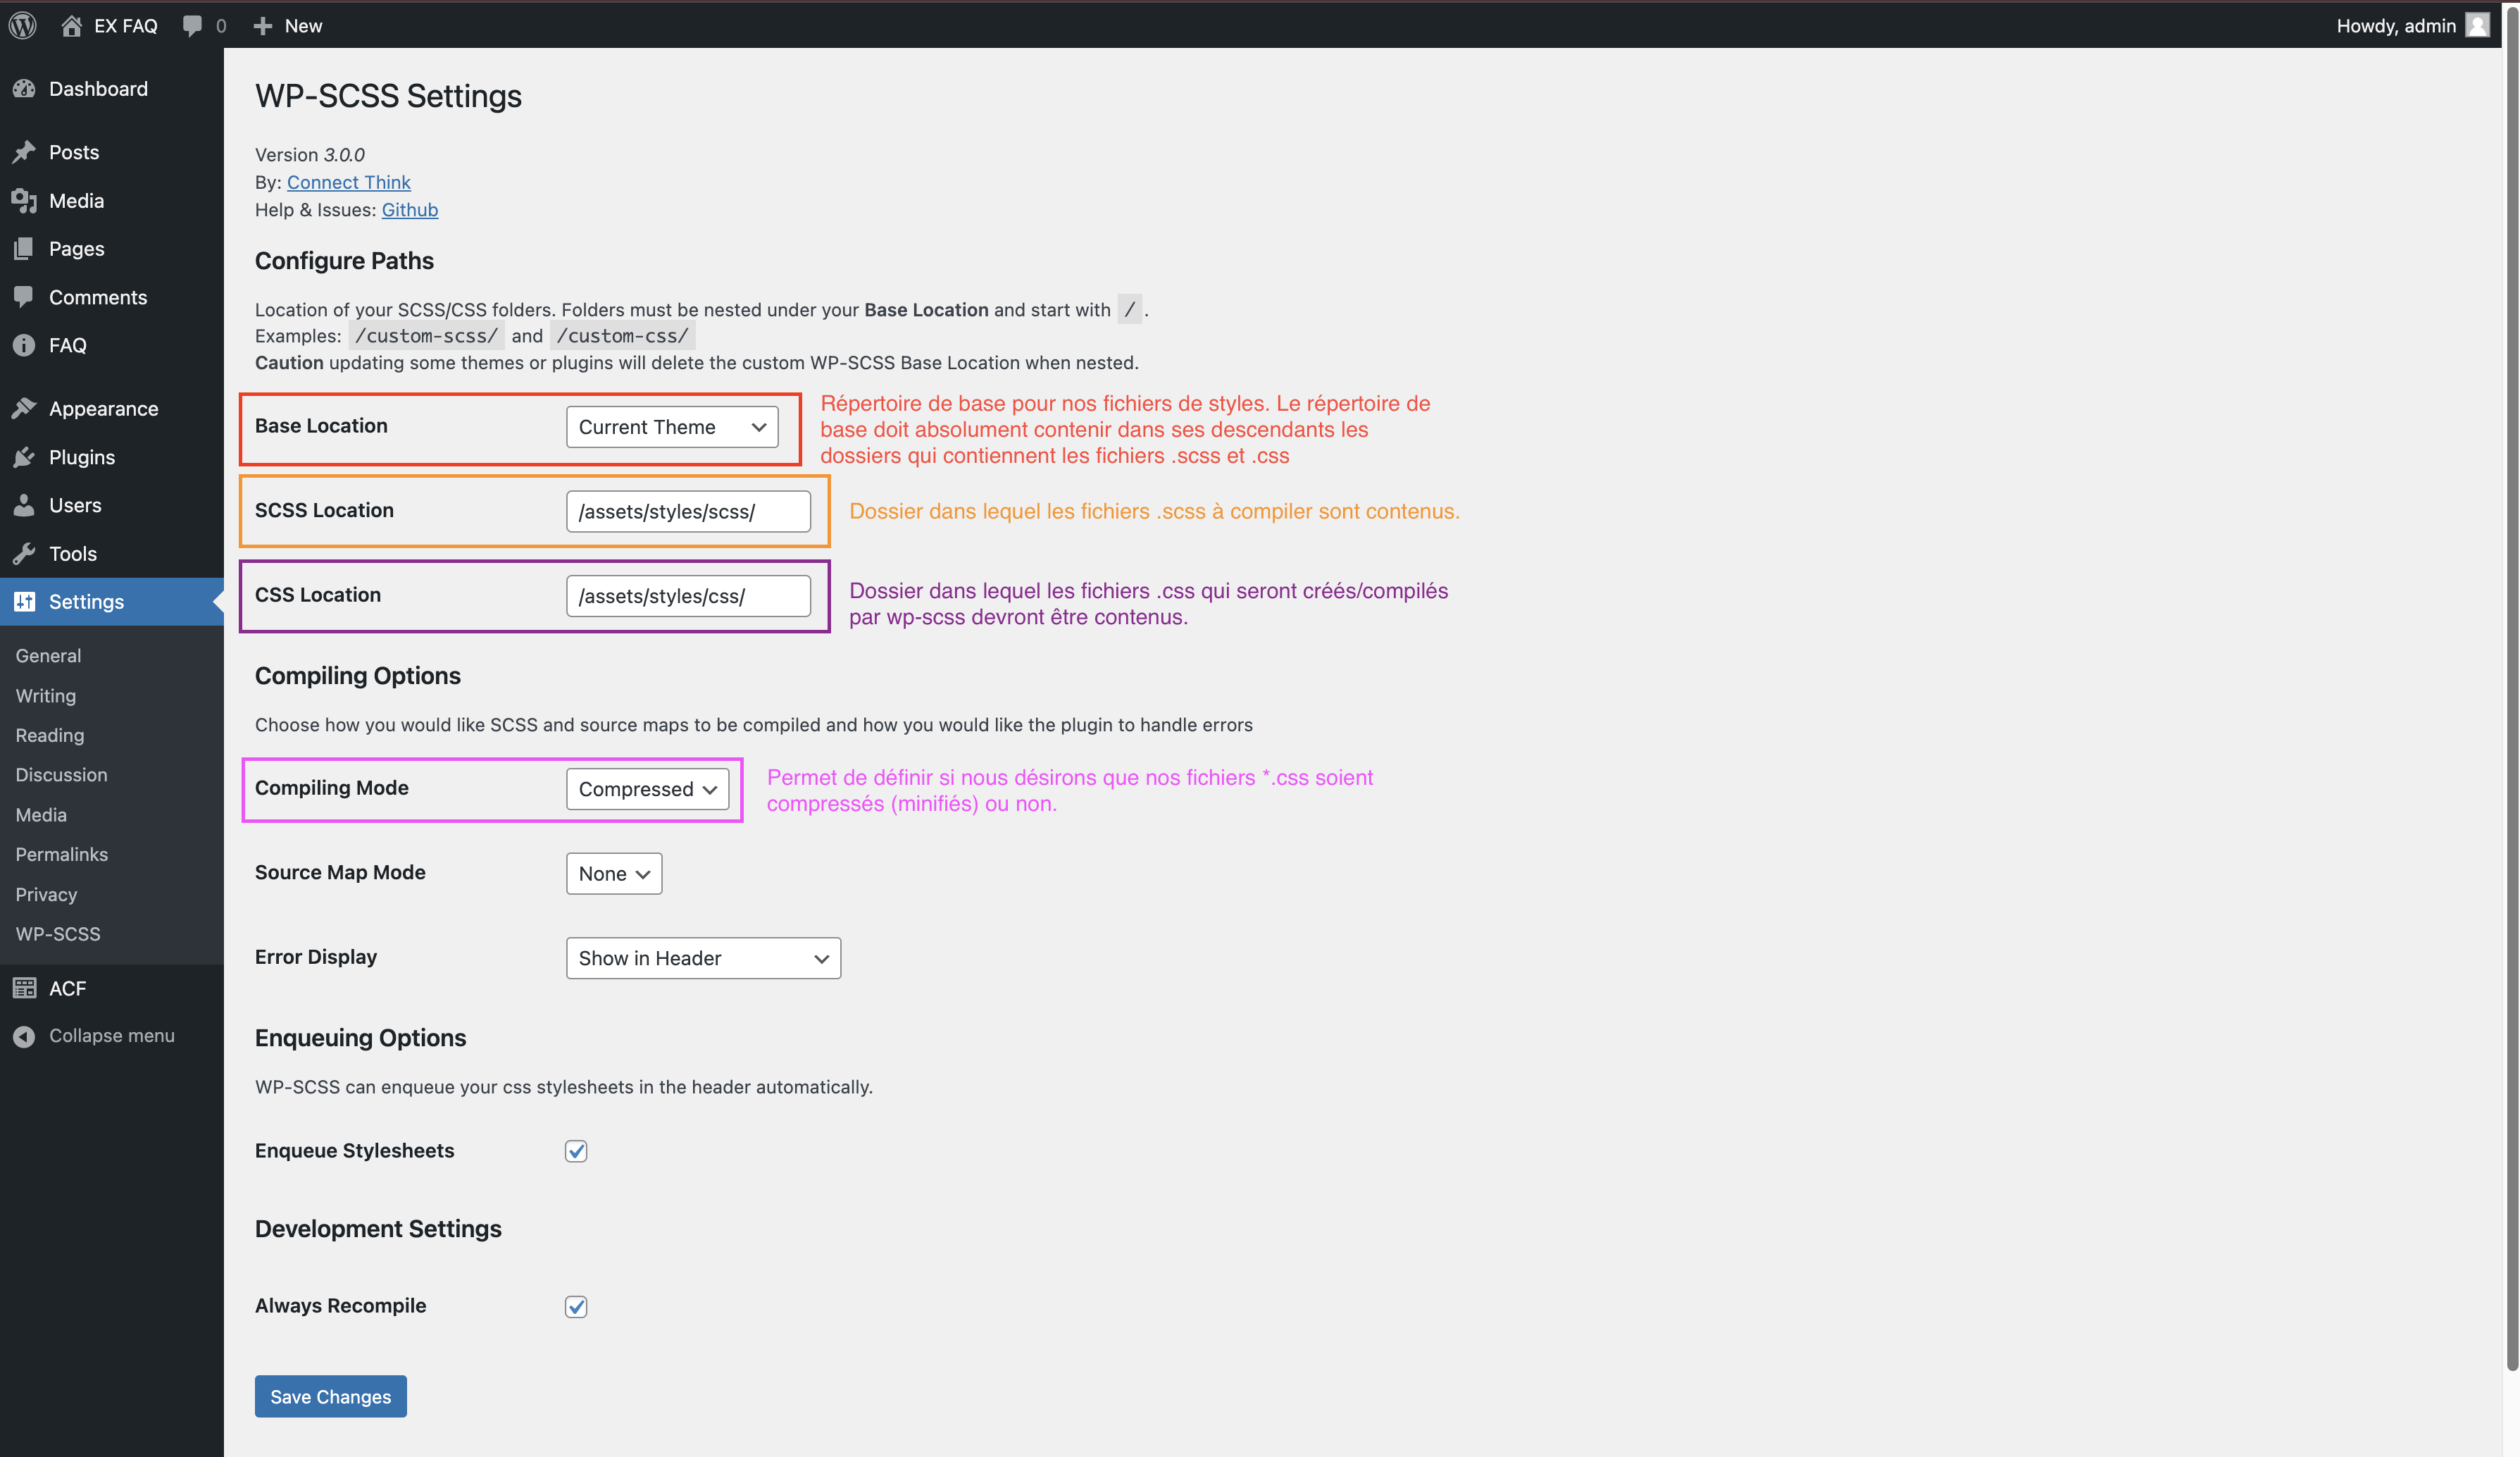 EX FAQ
0
New
Howdy, admin
Dashboard
Posts
Media
Pages
Comments
FAQ
Appearance
Plugins
Users
Tools
Settings
General
Writing
Reading
Discussion
Media
Permalinks
Privacy
WP-SCSS
ACF
Collapse menu
WP-SCSS Settings
Version 3.0.0
By: Connect Think
Help & Issues: Github
Configure Paths
Location of your SCSS/CSS folders. Folders must be nested under your Base Location and start with / .
Examples: /custom-scss/ and /custom-css/
Caution updating some themes or plugins will delete the custom WP-SCSS Base Location when nested.
Base Location
Current Theme
Répertoire de base pour nos fichiers de styles. Le répertoire de
base doit absolument contenir dans ses descendants les
dossiers qui contiennent les fichiers .scss et .css
SCSS Location
/assets/styles/scss/
Dossier dans lequel les fichiers .scss à compiler sont contenus.
CSS Location
/assets/styles/css/
Dossier dans lequel les fichiers .css qui seront créés/compilés
par wp-scss devront être contenus.
Compiling Options
Choose how you would like SCSS and source maps to be compiled and how you would like the plugin to handle errors
Compiling Mode
Compressed
Permet de définir si nous désirons que nos fichiers *.css soient
compressés (minifiés) ou non.
Source Map Mode
None
Error Display
Show in Header
Enqueuing Options
WP-SCSS can enqueue your css stylesheets in the header automatically.
Enqueue Stylesheets
Development Settings
Always Recompile
Save Changes